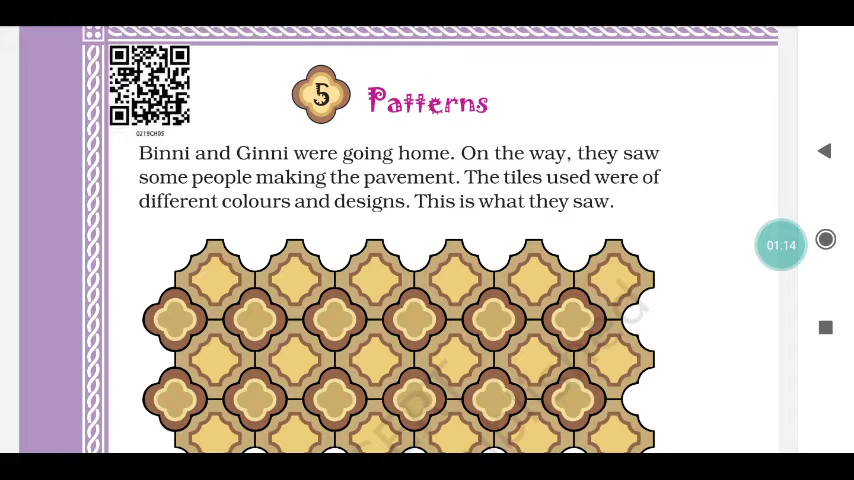 5 Patterns
0219CH05
Binni and Ginni were going home. On the way, they saw
some people making the pavement. The tiles used were of
different colours and designs. This is what they saw.
01:14